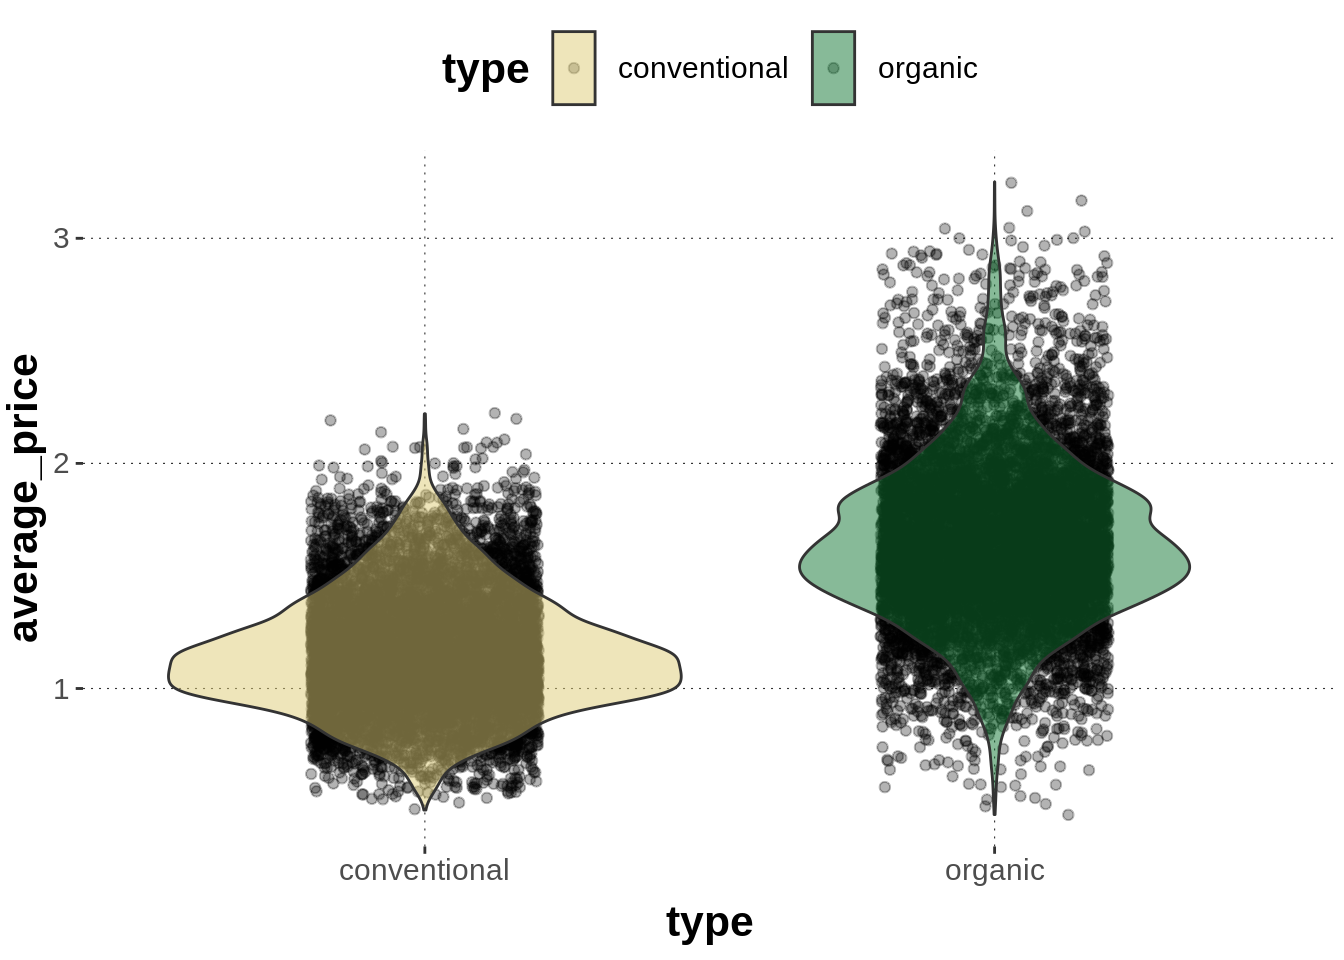 type conventional organic
3
2
1
average_price
conventional organic
type